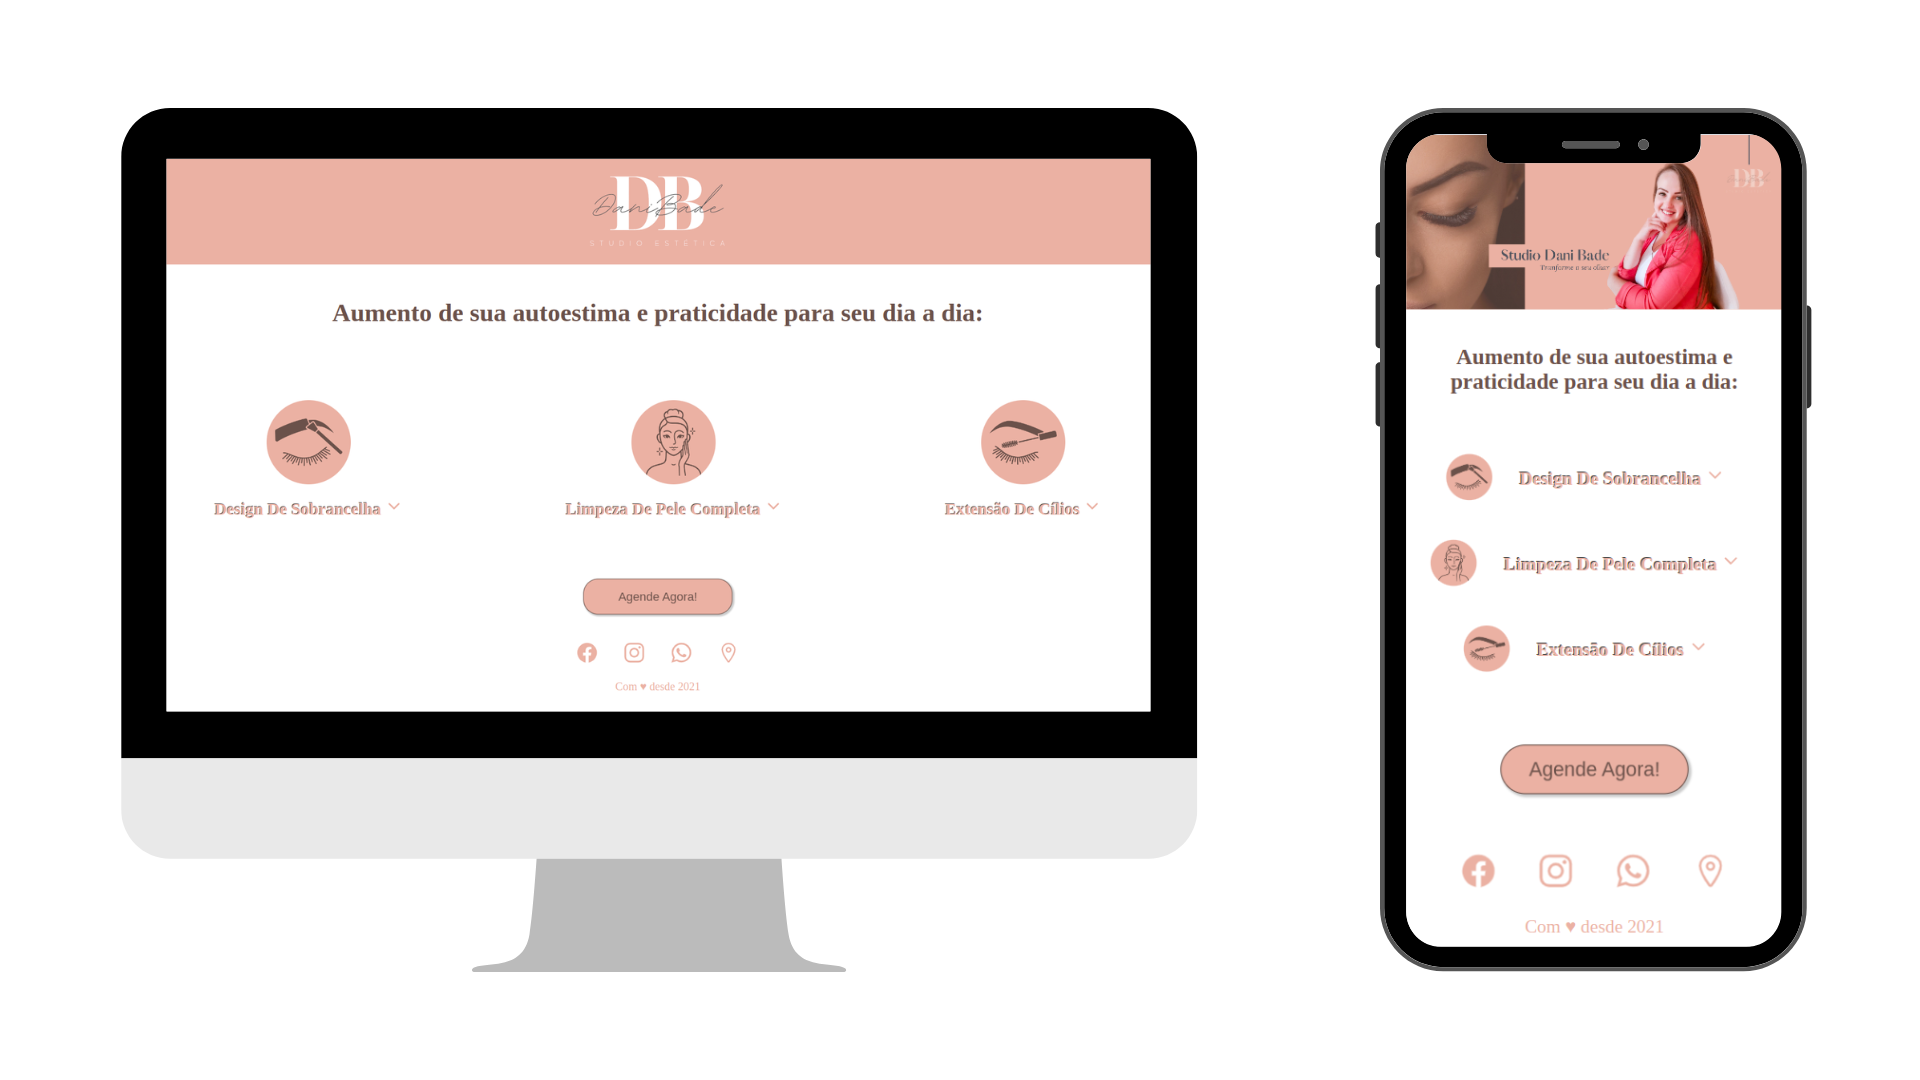 DB
DaniBade
STUDIO ESTÉTICA
Aumento de sua autoestima e praticidade para seu dia a dia:
Design De Sobrancelha
Limpeza De Pele Completa
Extensão De Cílios
Agende Agora!
Com ♥ desde 2021
DB
Studio Dani Bade
Tranforma o seu olhar
Aumento de sua autoestima e
praticidade para seu dia a dia:
Design De Sobrancelha
Limpeza De Pele Completa
Extensão De Cílios
Agende Agora!
Com ♥ desde 2021